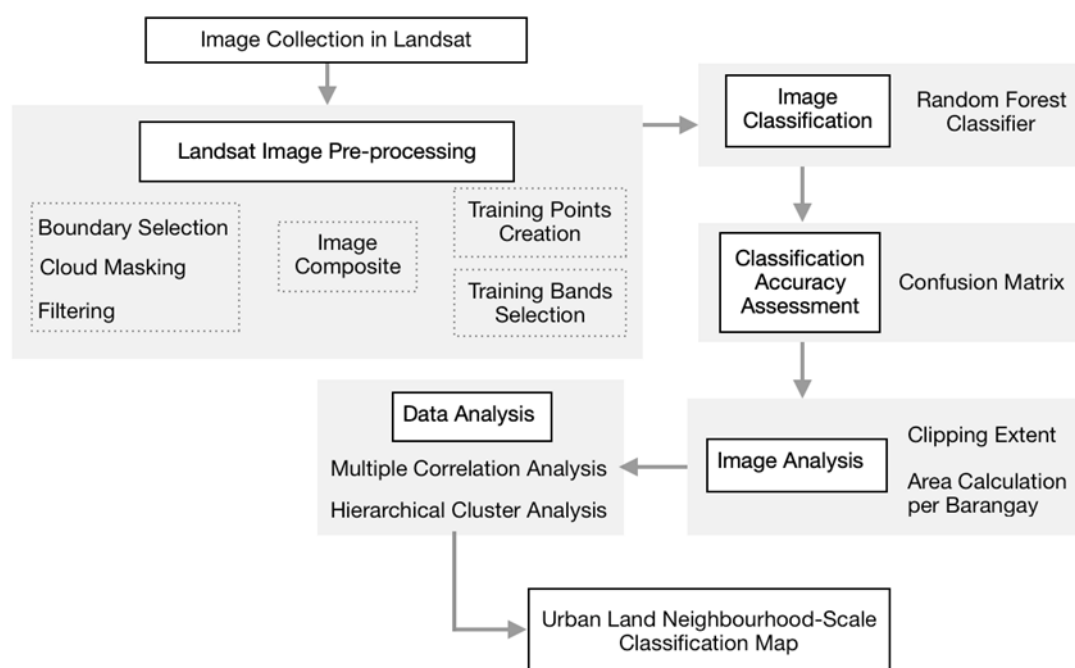 Image Collection in Landsat
Landsat Image Pre-processing
Boundary Selection
Cloud Masking
Filtering
Image
Composite
Training Points
Creation
Training Bands
Selection
Image
Classification
Random Forest
Classifier
Classification
Accuracy
Assessment
Confusion Matrix
Image Analysis
Clipping Extent
Area Calculation
per Barangay
Data Analysis
Multiple Correlation Analysis
Hierarchical Cluster Analysis
Urban Land Neighbourhood-Scale
Classification Map